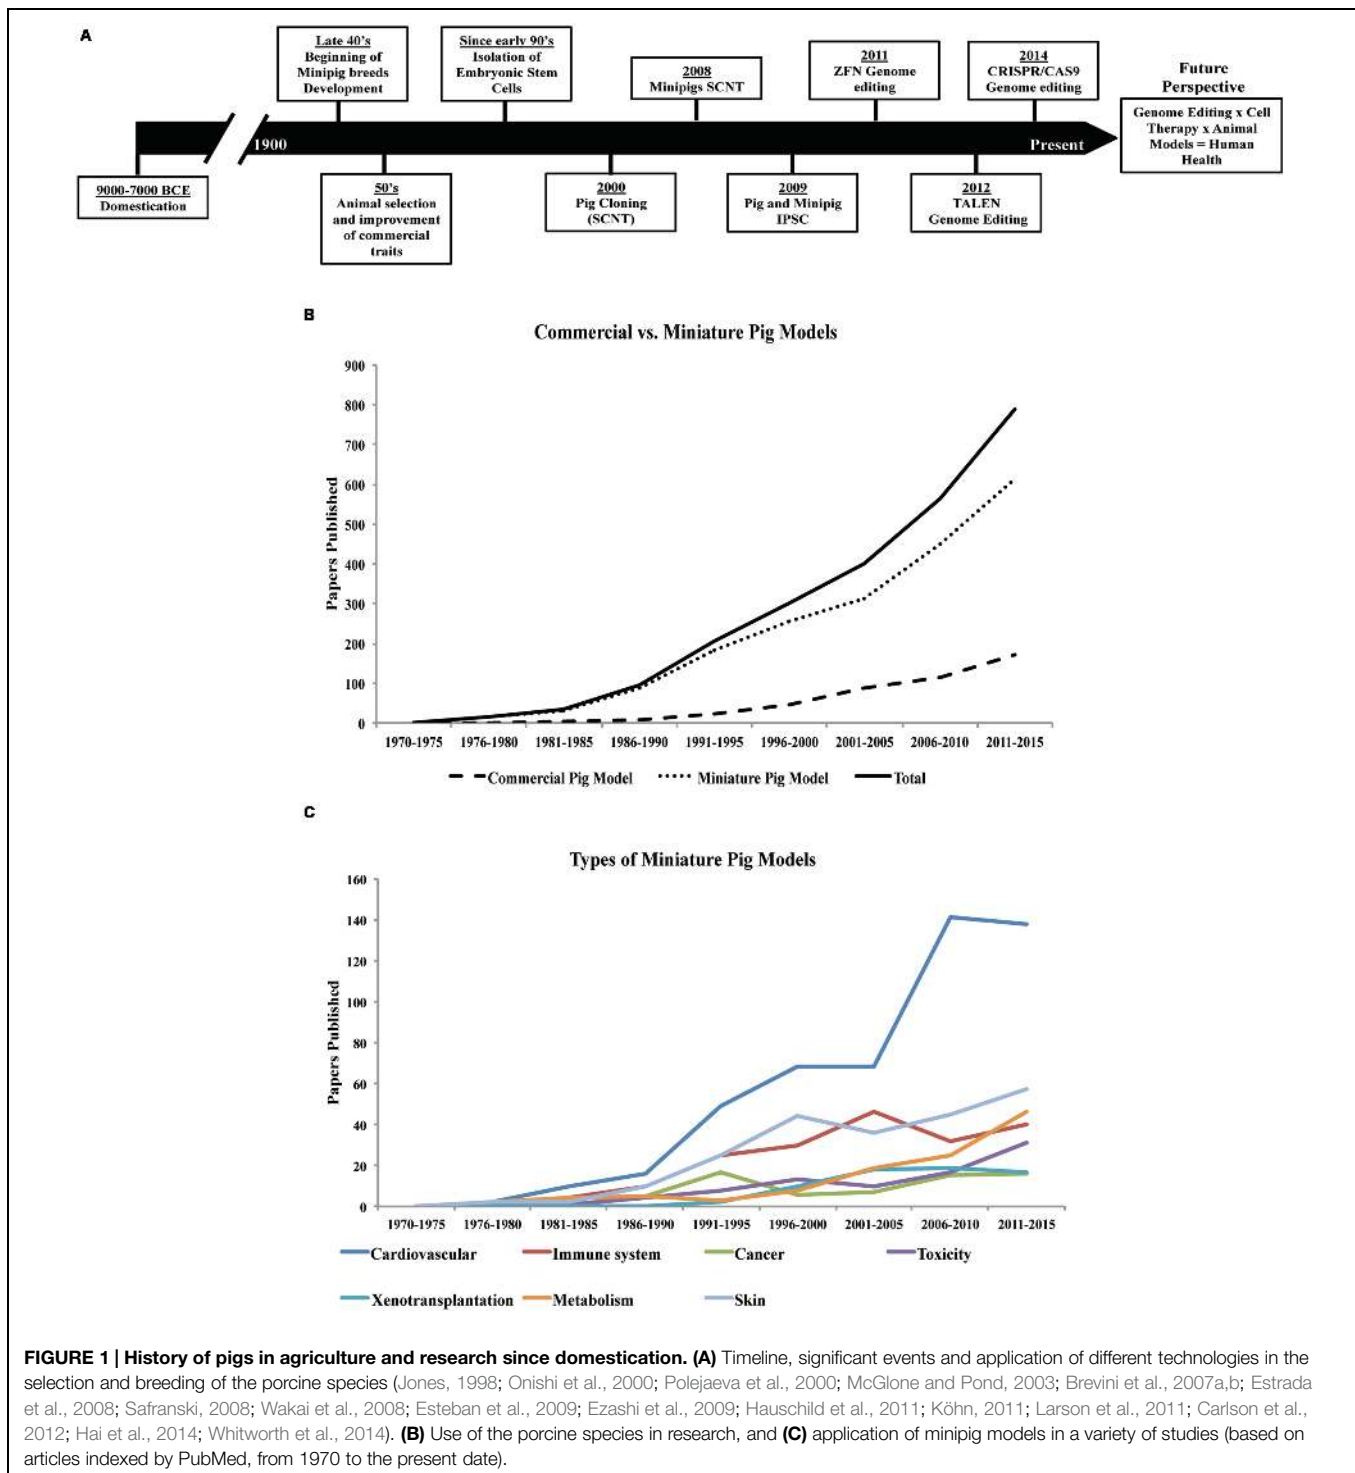 A
Late 40's
Beginning of
Minipig breeds
Development
Since early 90's
Isolation of
Embryonic Stem
Cells
2008
Minipigs SCNT
2011
ZFN Genome
editing
2014
CRISPR/CAS9
Genome editing
Future
Perspective
Genome Editing x Cell
Therapy x Animal
Models = Human
Health
1900
Present
9000-7000 BCE
Domestication
50's
Animal selection
and improvement
of commercial
traits
2000
Pig Cloning
(SCNT)
2009
Pig and Minipig
IPSC
2012
TALEN
Genome Editing
B
Commercial vs. Miniature Pig Models
Papers Published
900
800
700
600
500
400
300
200
100
0
1970-1975 1976-1980 1981-1985 1986-1990 1991-1995 1996-2000 2001-2005 2006-2010 2011-2015
Commercial Pig Model Miniature Pig Model Total
C
Types of Miniature Pig Models
Papers Published
160
140
120
100
80
60
40
20
0
1970-1975 1976-1980 1981-1985 1986-1990 1991-1995 1996-2000 2001-2005 2006-2010 2011-2015
Cardiovascular Immune system Cancer Toxicity
Xenotransplantation Metabolism Skin
FIGURE 1 | History of pigs in agriculture and research since domestication. (A) Timeline, significant events and application of different technologies in the
selection and breeding of the porcine species (Jones, 1998; Onishi et al., 2000; Polejaeva et al., 2000; McGlone and Pond, 2003; Brevini et al., 2007a,b; Estrada
et al., 2008; Safranski, 2008; Wakai et al., 2008; Esteban et al., 2009; Ezashi et al., 2009; Hauschild et al., 2011; Köhn, 2011; Larson et al., 2011; Carlson et al.,
2012; Hai et al., 2014; Whitworth et al., 2014). (B) Use of the porcine species in research, and (C) application of minipig models in a variety of studies (based on
articles indexed by PubMed, from 1970 to the present date).